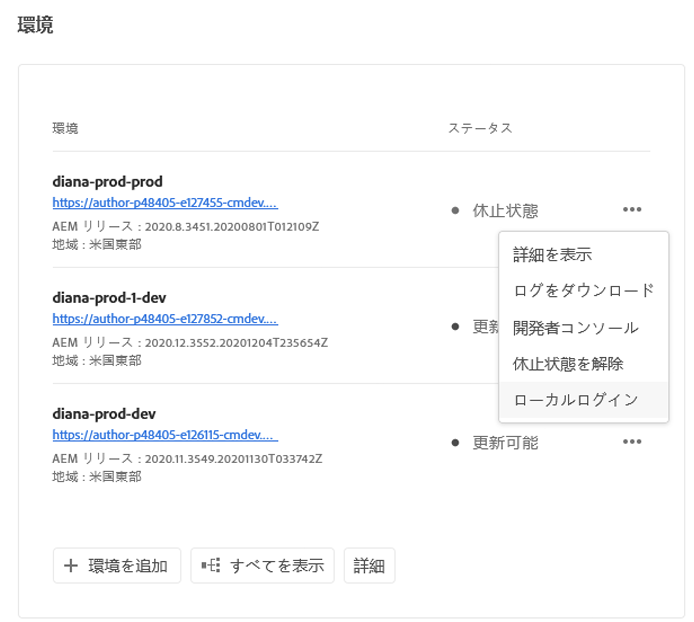 環境
環境
ステータス
diana-prod-prod
https://author-p48405-e127455-cmdev....
AEM リリース : 2020.8.3451.20200801T012109Z
地域 : 米国東部
休止状態
•••
詳細を表示
ログをダウンロード
開発者コンソール
休止状態を解除
ローカルログイン
diana-prod-1-dev
https://author-p48405-e127852-cmdev....
AEM リリース : 2020.12.3552.20201204T235654Z
地域 : 米国東部
更新
diana-prod-dev
https://author-p48405-e126115-cmdev....
AEM リリース : 2020.11.3549.20201130T033742Z
地域 : 米国東部
更新可能
•••
+ 環境を追加
すべてを表示
詳細